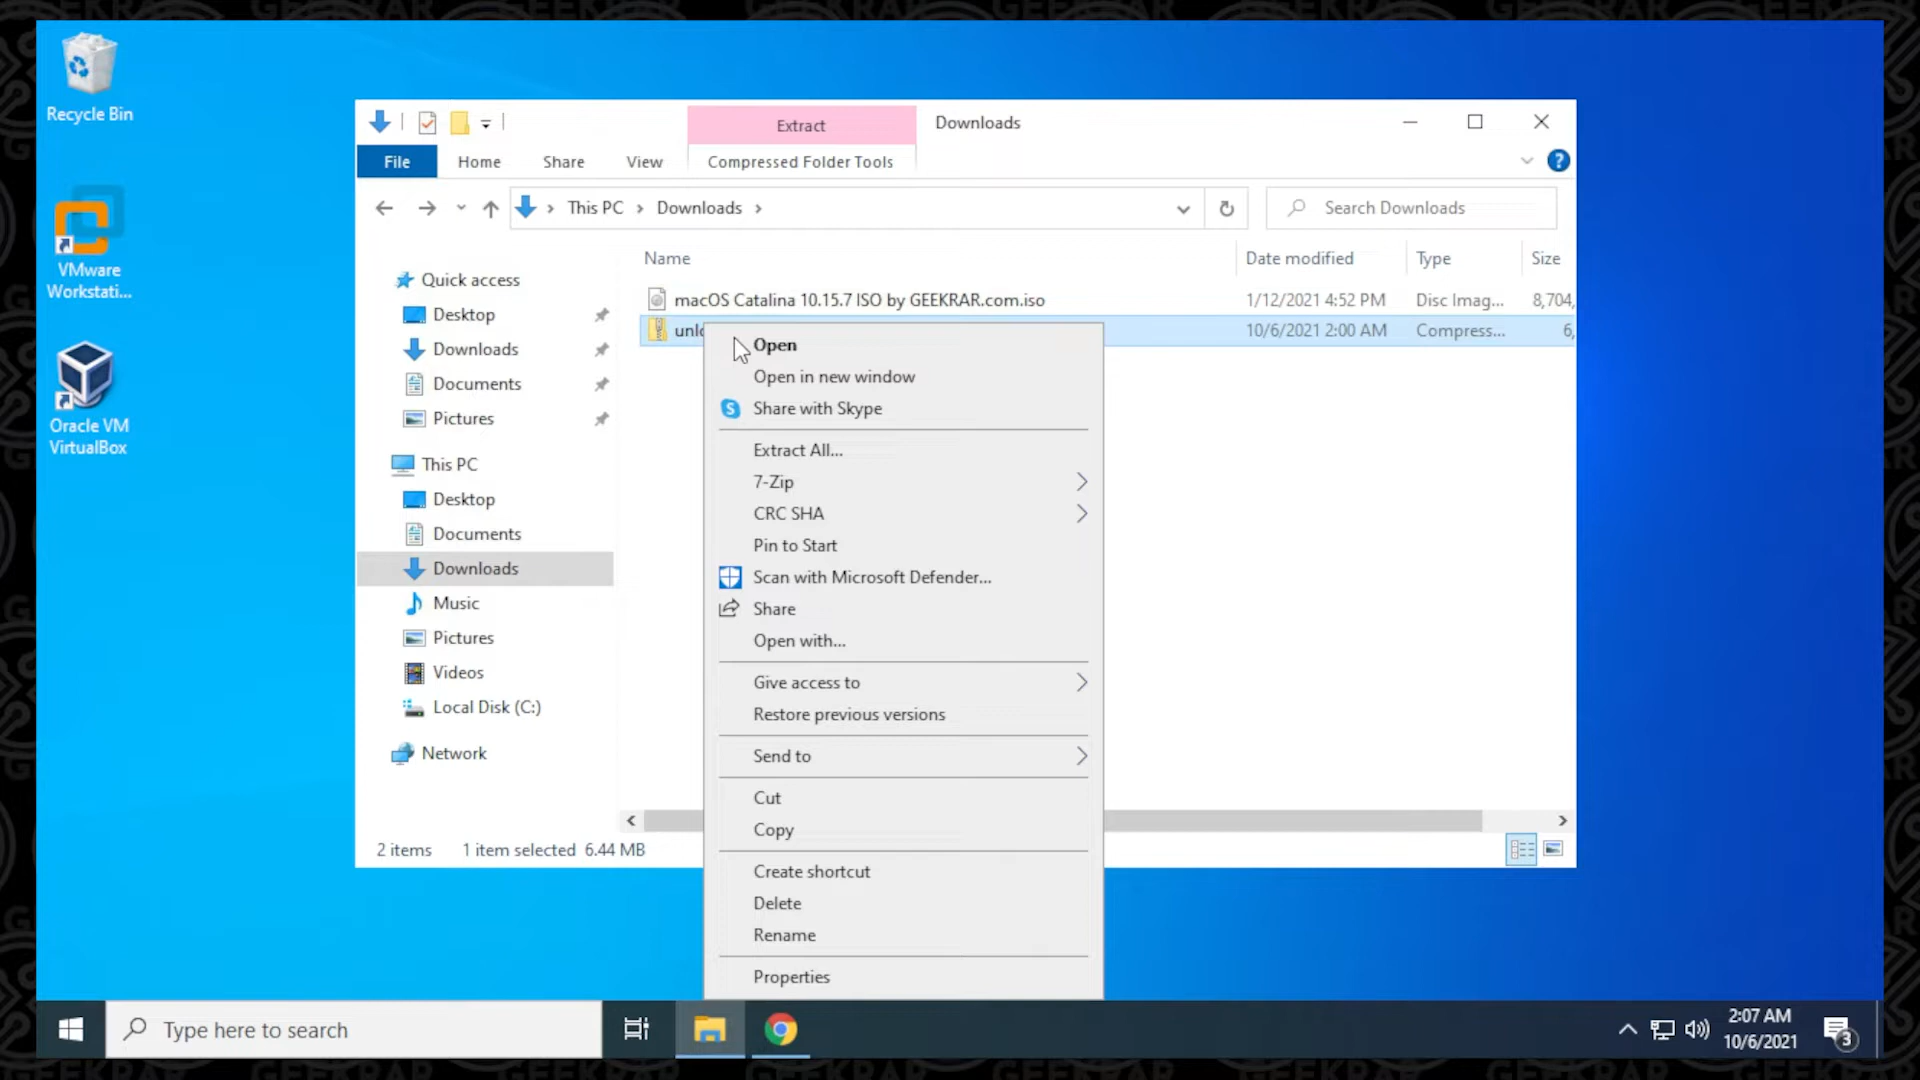 Recycle Bin
VMware
Workstati...
Oracle VM
VirtualBox
Extract
Downloads
File
Home
Share
View
Compressed Folder Tools
This PC
Downloads
Search Downloads
Name
Date modified
Type
Size
macOS Catalina 10.15.7 ISO by GEEKRAR.com.iso
1/12/2021 4:52 PM
Disc Imag...
8,704,
unlo
10/6/2021 2:00 AM
Compress...
6,
Quick access
Desktop
Downloads
Documents
Pictures
This PC
Desktop
Documents
Downloads
Music
Pictures
Videos
Local Disk (C:)
Network
Open
Open in new window
Share with Skype
Extract All...
7-Zip
CRC SHA
Pin to Start
Scan with Microsoft Defender...
Share
Open with...
Give access to
Restore previous versions
Send to
Cut
Copy
Create shortcut
Delete
Rename
Properties
2 items
1 item selected 6.44 MB
Type here to search
2:07 AM
10/6/2021
3